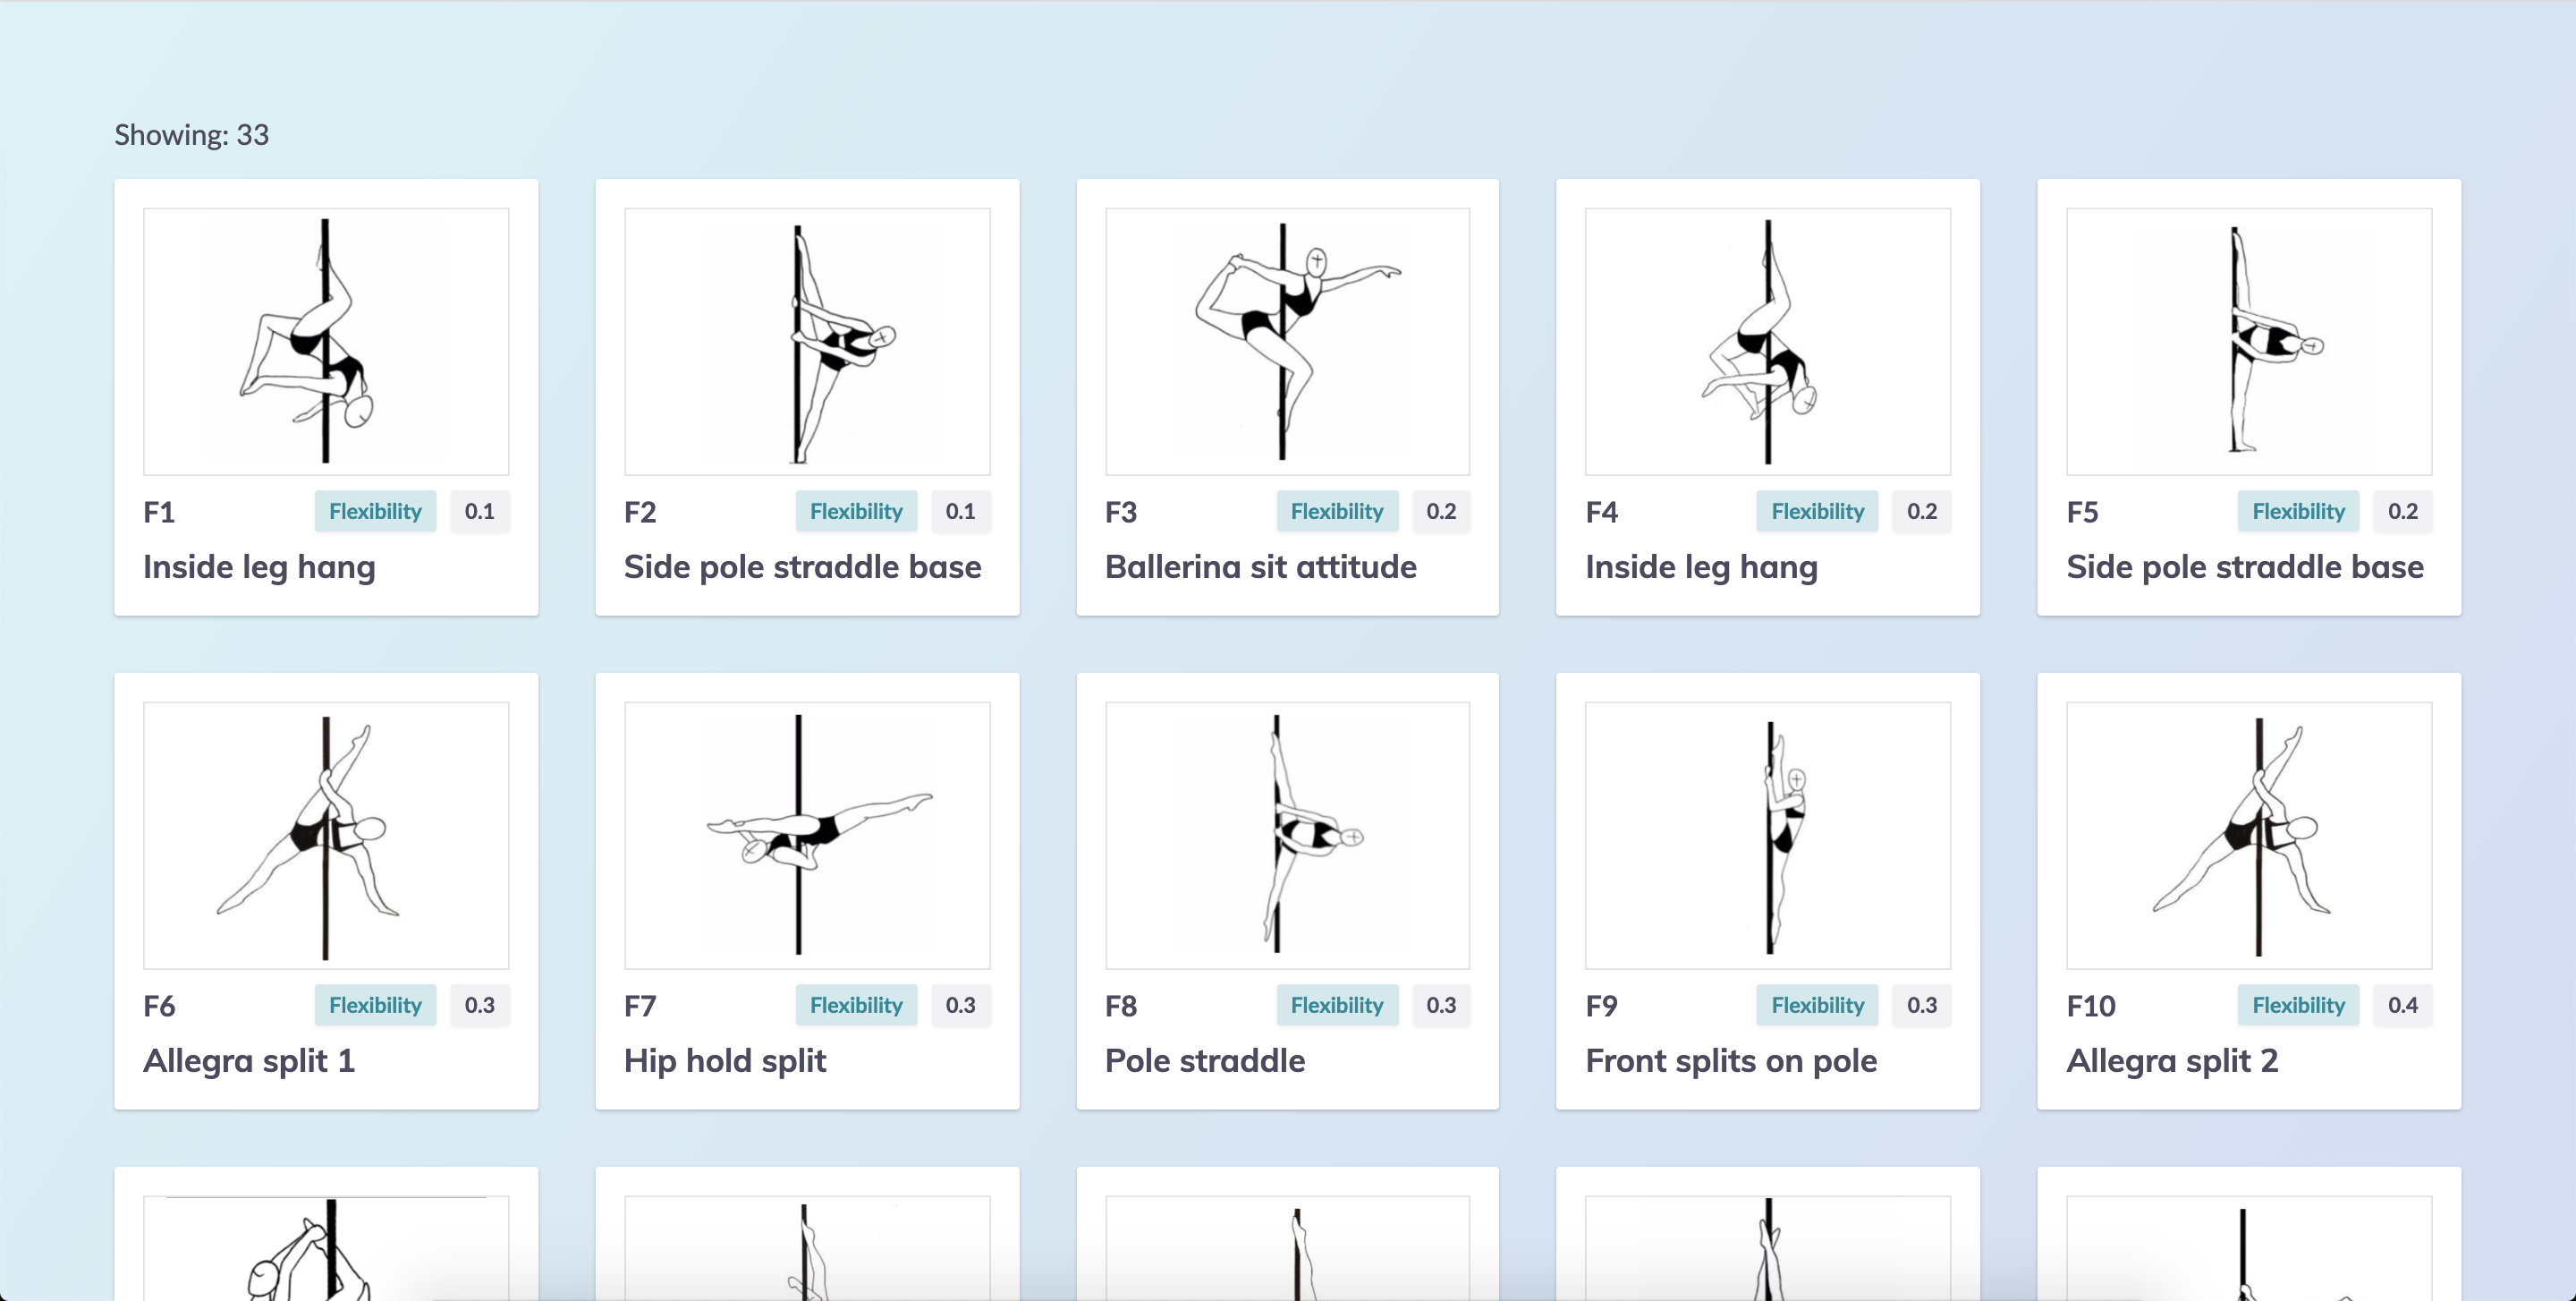 Showing: 33
F1 Flexibility 0.1
Inside leg hang
F2 Flexibility 0.1
Side pole straddle base
F3 Flexibility 0.2
Ballerina sit attitude
F4 Flexibility 0.2
Inside leg hang
F5 Flexibility 0.2
Side pole straddle base
F6 Flexibility 0.3
Allegra split 1
F7 Flexibility 0.3
Hip hold split
F8 Flexibility 0.3
Pole straddle
F9 Flexibility 0.3
Front splits on pole
F10 Flexibility 0.4
Allegra split 2